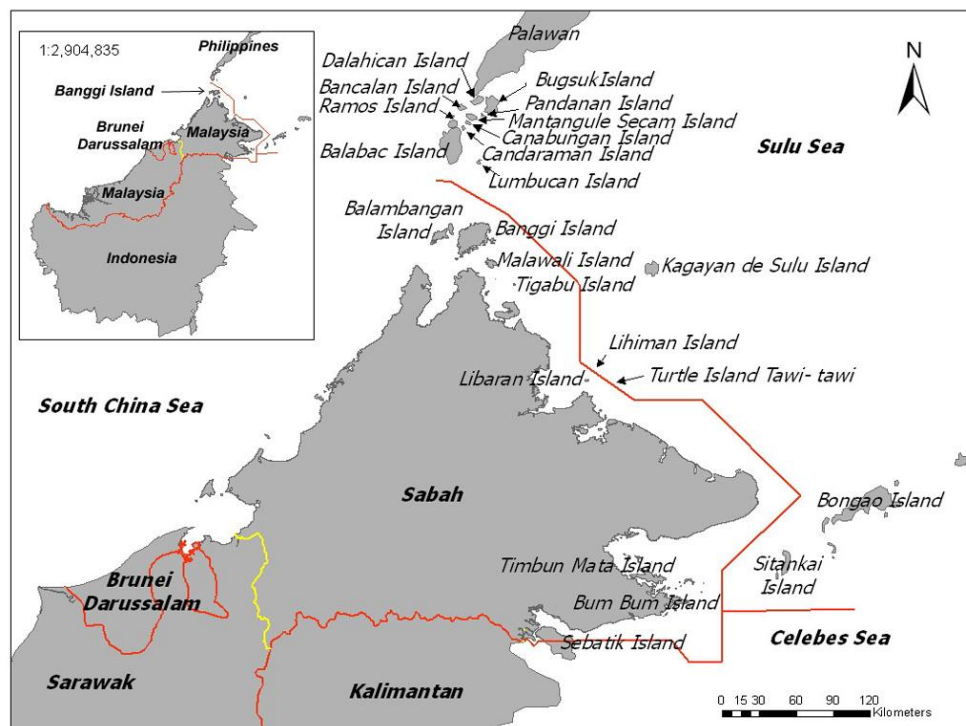 1:2,904,835
Philippines
Banggi Island
Brunei
Darussalam
Malaysia
Malaysia
Indonesia
Palawan
N
Dalahican Island
Bancalan Island
Ramos Island
Balabac Island
Bugsuk Island
Pandanan Island
Mantangule Secam Island
Canabungan Island
Candaraman Island
Lumbucan Island
Sulu Sea
Balambangan
Island
Banggi Island
Malawali Island
Tigabu Island
Kagayan de Sulu Island
Lihiman Island
Libaran Island
Turtle Island Tawi- tawi
South China Sea
Sabah
Bongao Island
Timbun Mata Island
Sitankai
Island
Brunei
Darussalam
Bum Bum Island
Sebatik Island
Celebes Sea
Sarawak
Kalimantan
0 15 30 60 90 120
Kilometers